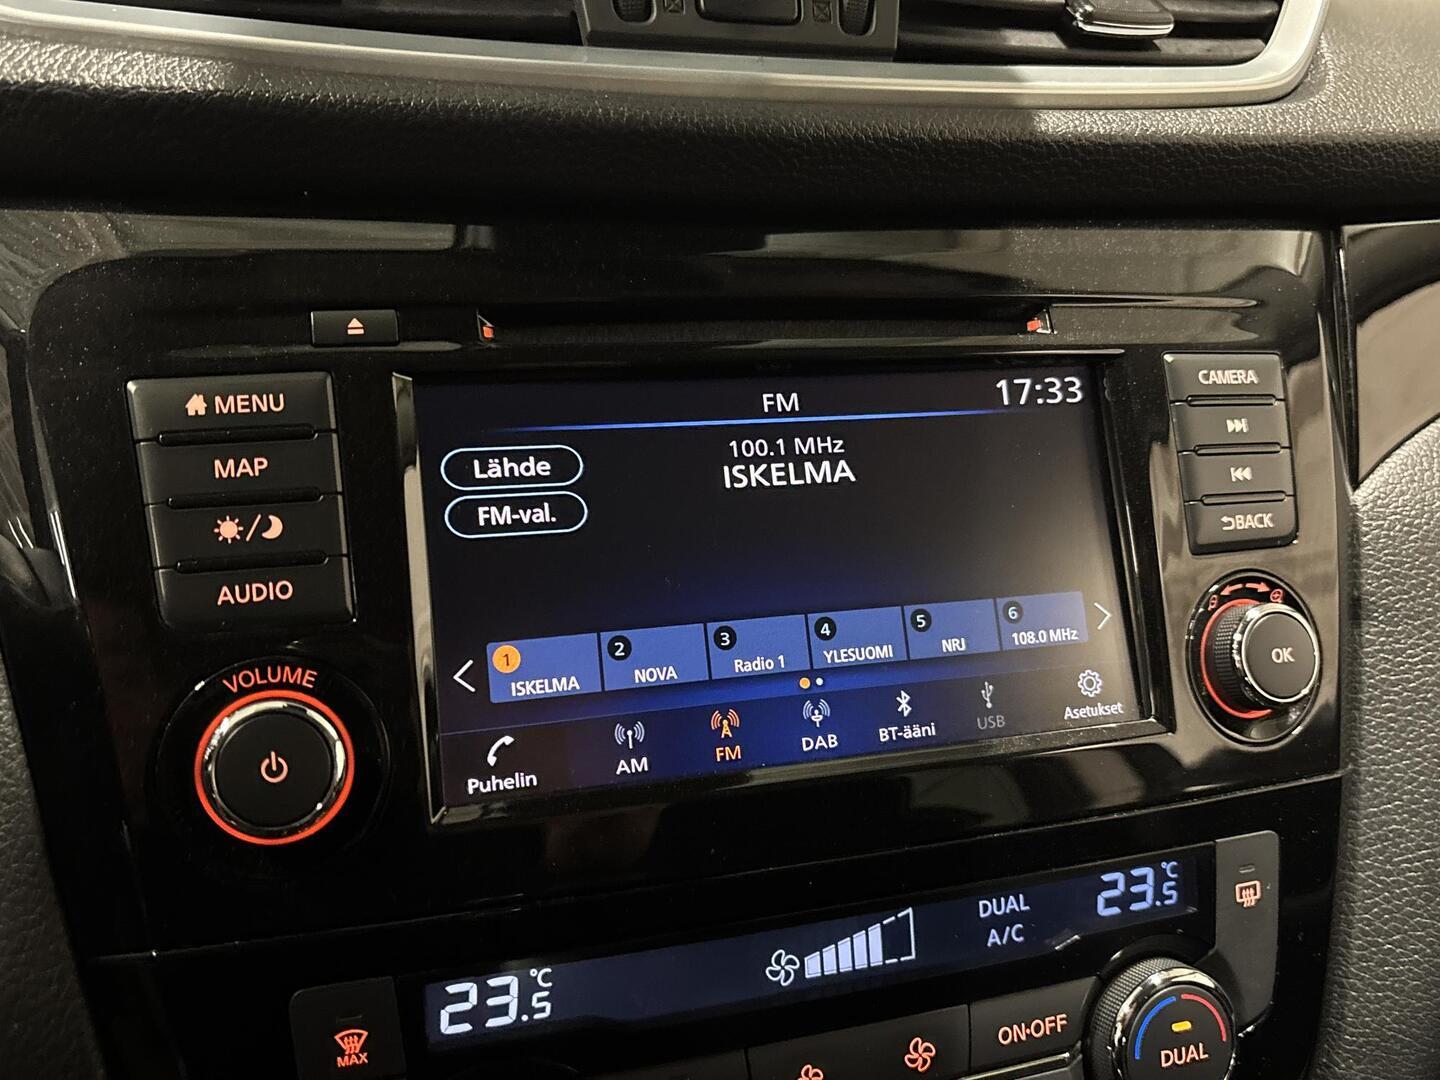 MENU
MAP
AUDIO
VOLUME
FM
17:33
100.1 MHz
ISKELMA
Lähde
FM-val.
1
ISKELMA
2
NOVA
3
Radio 1
4
YLESUOMI
5
NRJ
6
108.0 MHz
Puhelin
AM
FM
DAB
BT-ääni
USB
Asetukset
CAMERA
BACK
OK
23.5 °C
DUAL
A/C
23.5 °C
MAX
ON·OFF
DUAL